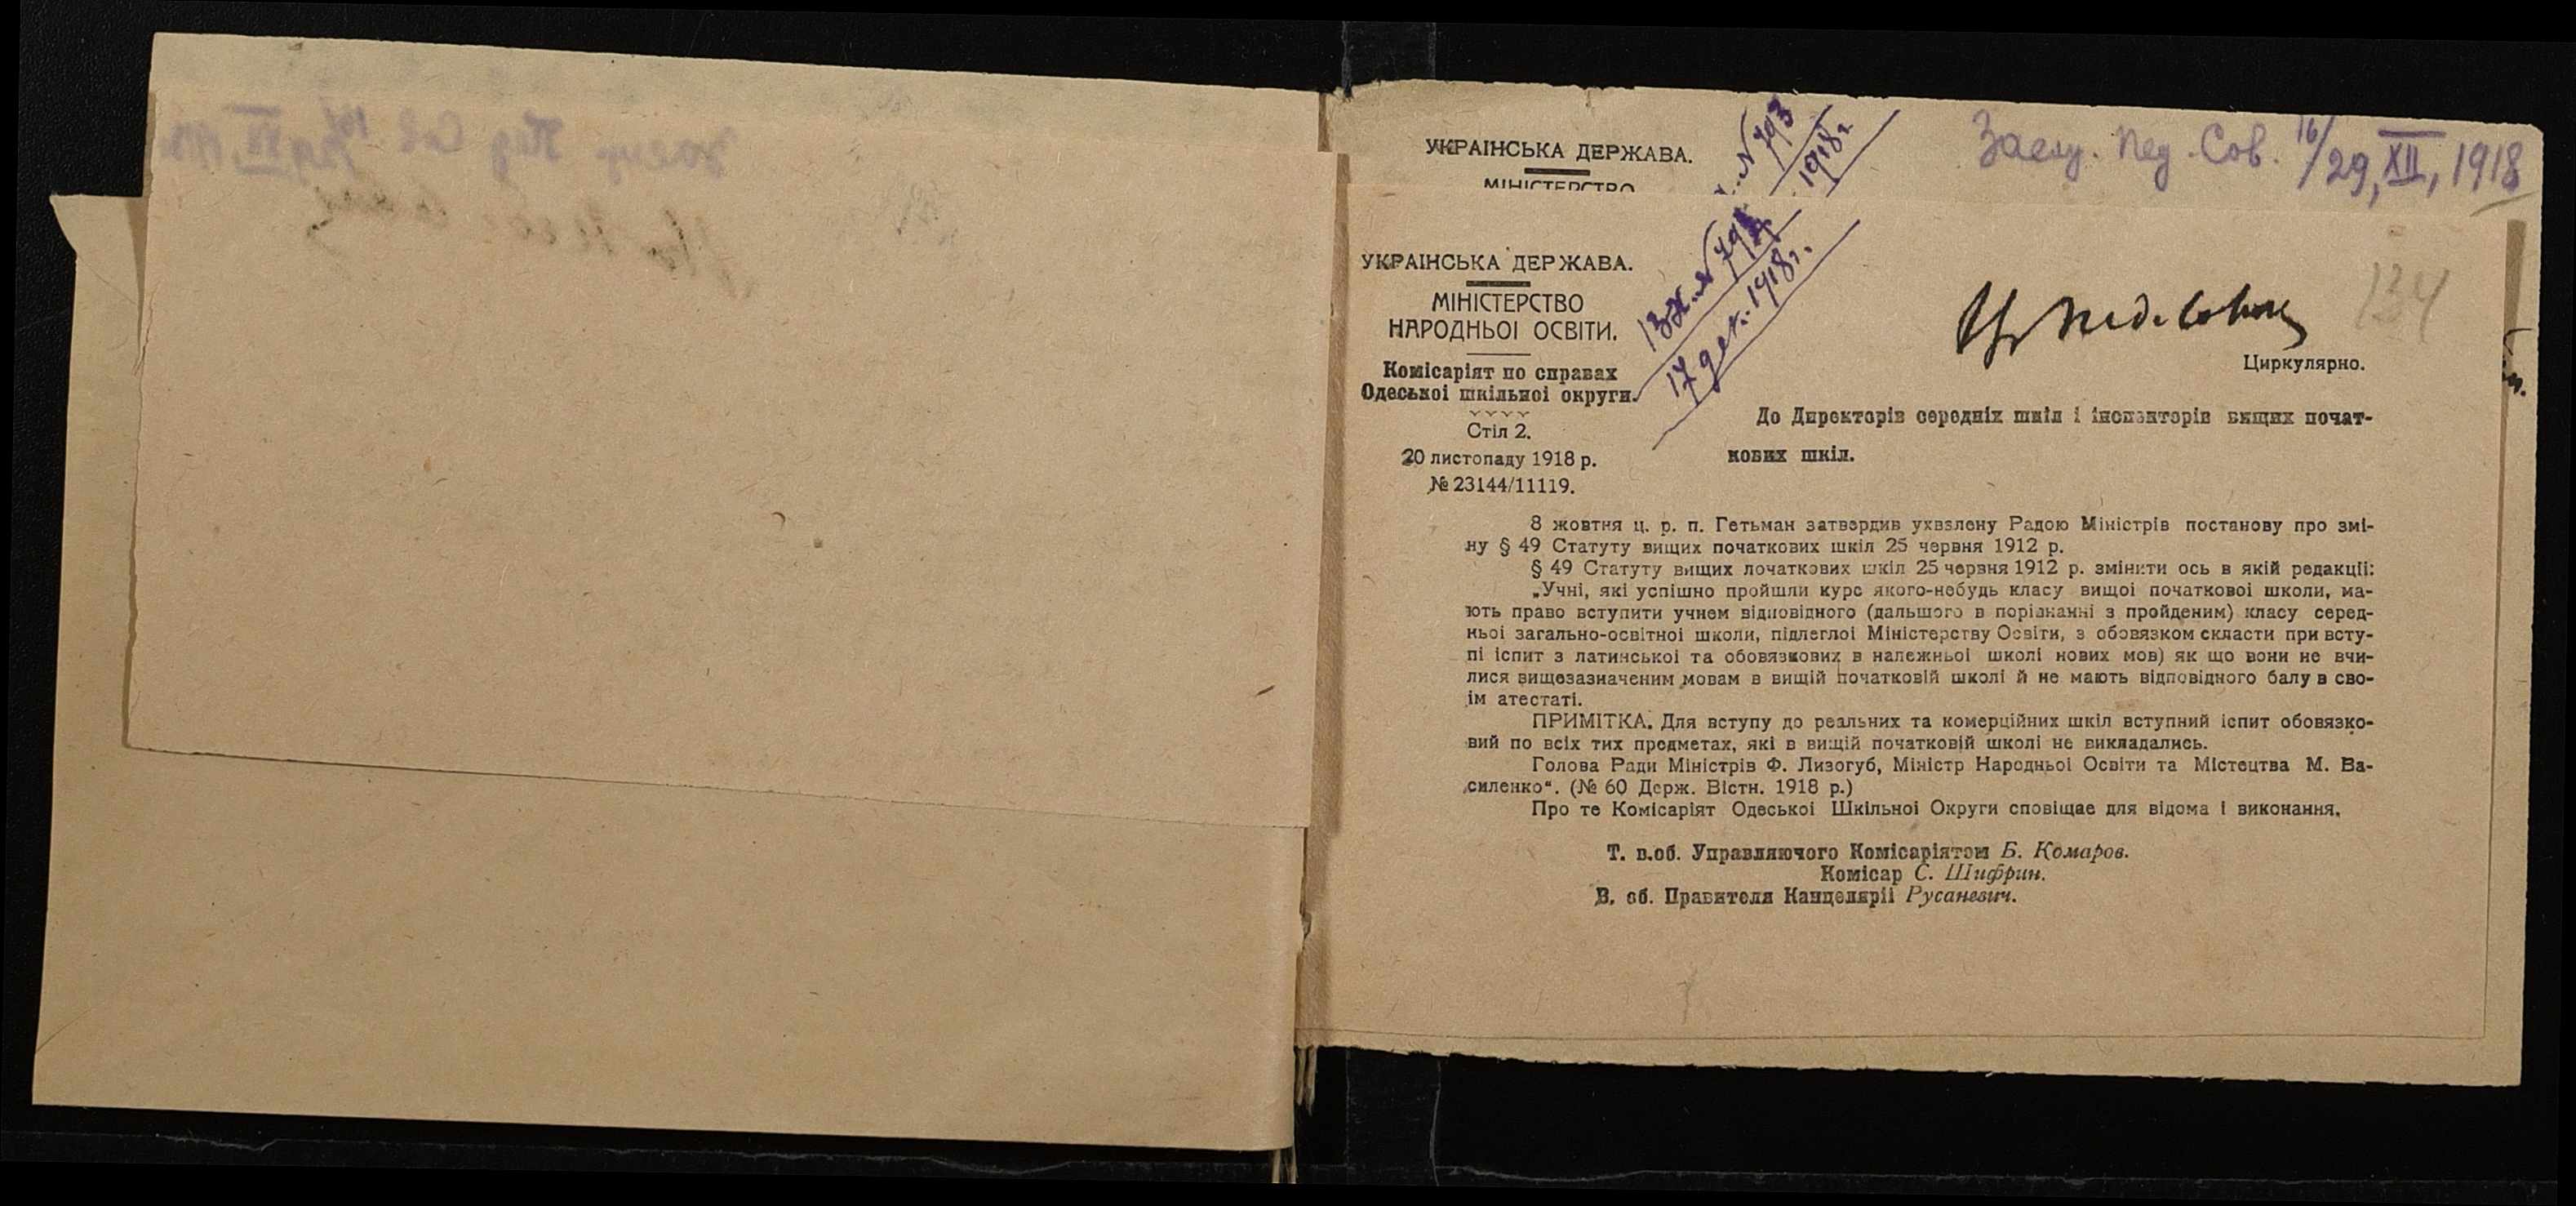 УКРАІНСЬКА ДЕРЖАВА.
МІНІСТЕРСТВО
№ 793
1918 г.
Засед. Пед. Сов. 16/29, XII, 1918
УКРАІНСЬКА ДЕРЖАВА.
МІНІСТЕРСТВО
НАРОДНЬОІ ОСВІТИ.
Комісаріят по справах
Одеськоі шкільноі округи.
Стіл 2.
20 листопаду 1918 р.
№ 23144/11119.
Вх. №
17 дек. 1918 г.
134
Циркулярно.
До Директорів середніх шкіл і інспекторів вищих почат-
кових шкіл.
8 жовтня ц. р. п. Гетьман затвердив ухвалену Радою Міністрів постанову про змі-
ну § 49 Статуту вищих початкових шкіл 25 червня 1912 р.
§ 49 Статуту вищих початкових шкіл 25 червня 1912 р. змінити ось в якій редакціі:
„Учні, які успішно пройшли курс якого-небудь класу вищоі початковоі школи, ма-
ють право вступити учнем відповідного (дальшого в порівнанні з пройденим) класу серед-
ньоі загально-освітноі школи, підлеглоі Міністерству Освіти, з обовязком скласти при всту-
пі іспит з латинськоі та обовязкових в належньоі школі нових мов) як що вони не вчи-
лися вищезазначеним мовам в вищій початковій школі й не мають відповідного балу в сво-
ім атестаті.
ПРИМІТКА. Для вступу до реальних та комерційних шкіл вступний іспит обовязко-
вий по всіх тих предметах, які в вищій початковій школі не викладались.
Голова Ради Міністрів Ф. Лизогуб, Міністр Народньоі Освіти та Містецтва М. Ва-
силенко“. (№ 60 Держ. Вістн. 1918 р.)
Про те Комісаріят Одеськоі Шкільноі Округи сповіщае для відома і виконання.
Т. в.об. Управляючого Комісаріятом Б. Комаров.
Комісар С. Шифрин.
В. об. Правителя Канцеляріі Русаневич.